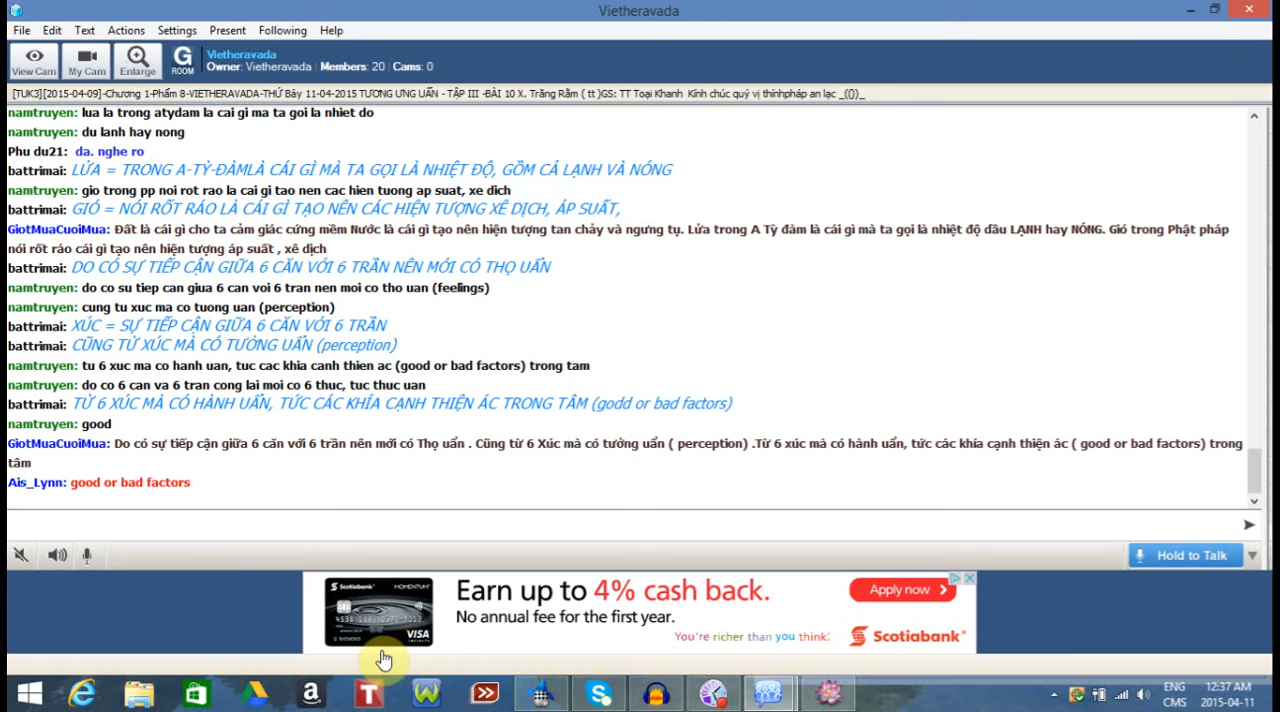 Vietheravada
File Edit Text Actions Settings Present Following Help
View Cam My Cam Enlarge G ROOM Vietheravada
Owner: Vietheravada | Members: 20 | Cams: 0
[TUK3][2015-04-09]-Chương 1-Phẩm 8-VIETHERAVADA-THỨ Bảy 11-04-2015 TƯƠNG ƯNG UẨN - TẬP III -BÀI 10 X. Trăng Rằm ( tt )GS: TT Toại Khanh Kính chúc quý vị thínhpháp an lạc _(())_
namtruyen: lua la trong atydam la cai gi ma ta goi la nhiet do
namtruyen: du lanh hay nong
Phu du21: da. nghe ro
battrimai: LỬA = TRONG A-TỲ-ĐÀMLÀ CÁI GÌ MÀ TA GỌI LÀ NHIỆT ĐỘ, GỒM CẢ LẠNH VÀ NÓNG
namtruyen: gio trong pp noi rot rao la cai gi tao nen cac hien tuong ap suat, xe dich
battrimai: GIÓ = NÓI RỐT RÁO LÀ CÁI GÌ TẠO NÊN CÁC HIỆN TƯỢNG XÊ DỊCH, ÁP SUẤT,
GiotMuaCuoiMua: Đất là cái gì cho ta cảm giác cứng mềm Nước là cái gì tạo nên hiện tượng tan chảy và ngưng tụ. Lửa trong A Tỳ đàm là cái gì mà ta gọi là nhiệt độ dầu LẠNH hay NÓNG. Gió trong Phật pháp
nói rốt ráo cái gì tạo nên hiện tượng áp suất , xê dịch
battrimai: DO CÓ SỰ TIẾP CẬN GIỮA 6 CĂN VỚI 6 TRẦN NÊN MỚI CÓ THỌ UẨN
namtruyen: do co su tiep can giua 6 can voi 6 tran nen moi co tho uan (feelings)
namtruyen: cung tu xuc ma co tuong uan (perception)
battrimai: XÚC = SỰ TIẾP CẬN GIỮA 6 CĂN VỚI 6 TRẦN
battrimai: CŨNG TỪ XÚC MÀ CÓ TƯỞNG UẨN (perception)
namtruyen: tu 6 xuc ma co hanh uan, tuc cac khia canh thien ac (good or bad factors) trong tam
namtruyen: do co 6 can va 6 tran cong lai moi co 6 thuc, tuc thuc uan
battrimai: TỪ 6 XÚC MÀ CÓ HÀNH UẨN, TỨC CÁC KHÍA CẠNH THIỆN ÁC TRONG TÂM (godd or bad factors)
namtruyen: good
GiotMuaCuoiMua: Do có sự tiếp cận giữa 6 căn với 6 trần nên mới có Thọ uẩn . Cũng từ 6 Xúc mà có tưởng uẩn ( perception) .Từ 6 xúc mà có hành uẩn, tức các khía cạnh thiện ác ( good or bad factors) trong
tâm
Ais_Lynn: good or bad factors
Hold to Talk
Scotiabank MOMENTUM
VISA
INFINITE
Earn up to 4% cash back.
No annual fee for the first year.
You're richer than you think.
Apply now
Scotiabank
ENG
CMS
12:37 AM
2015-04-11